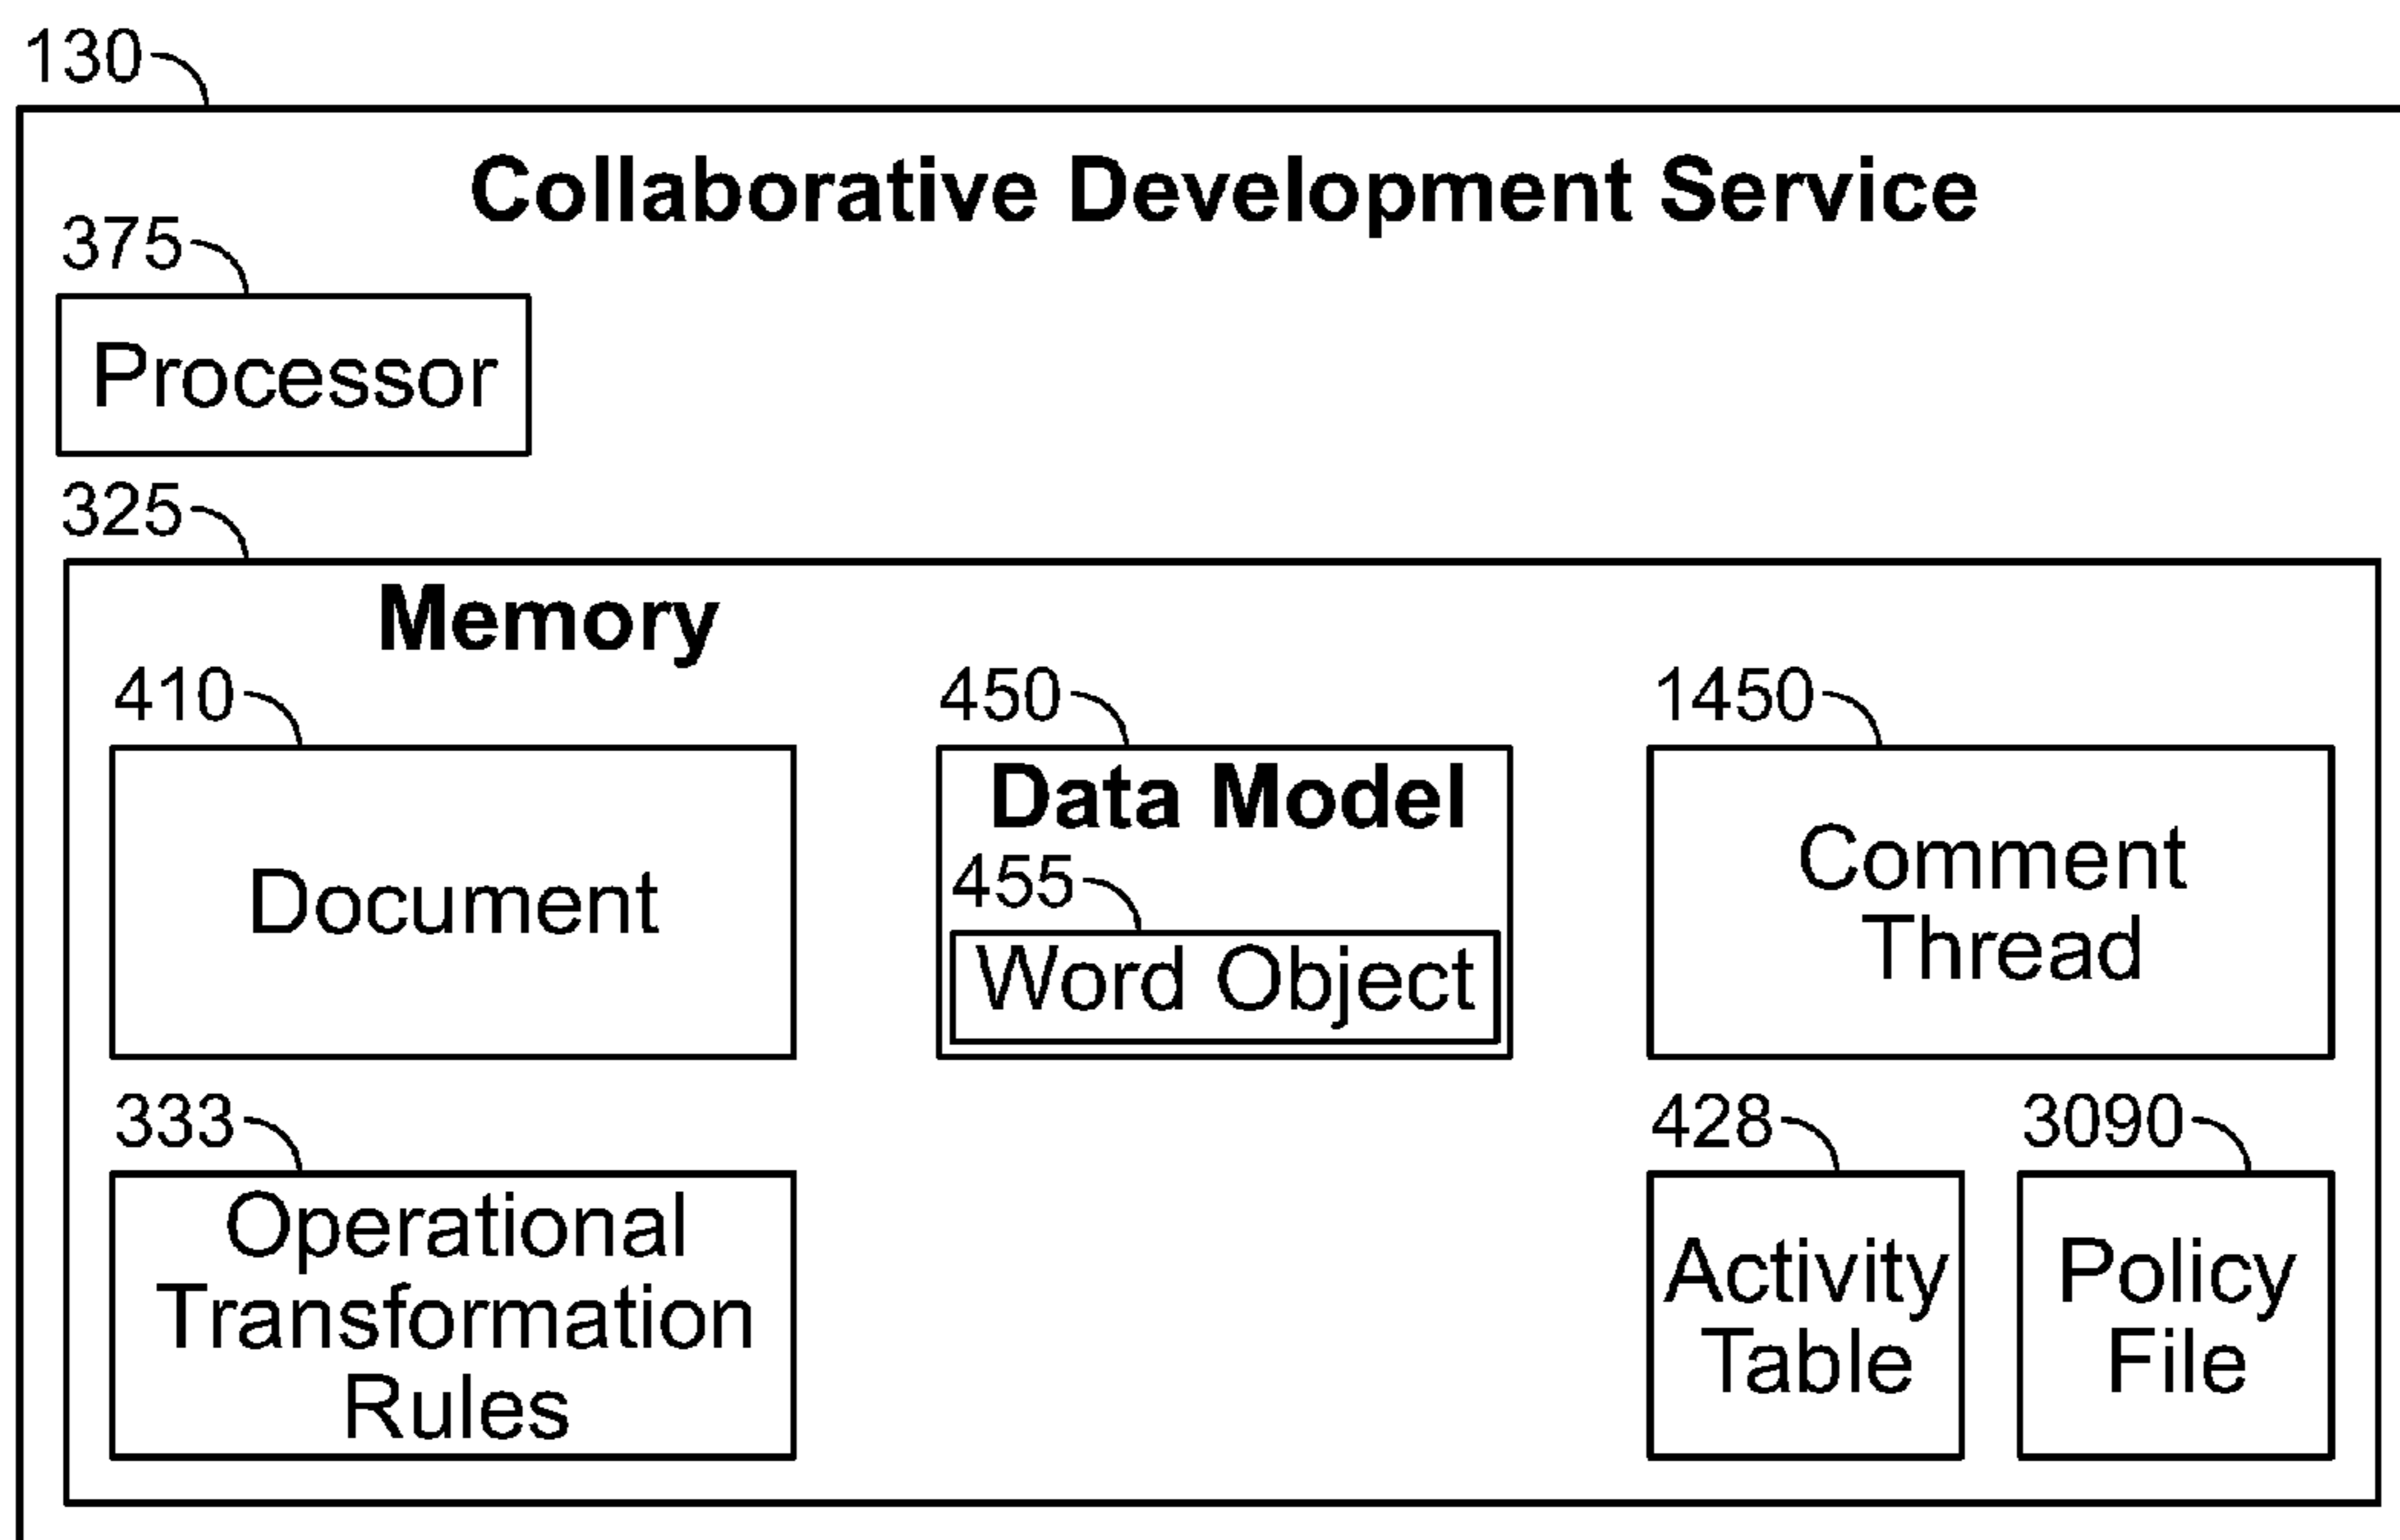 130
Collaborative Development Service
375
Processor
325
Memory
410
Document
450
Data Model
455
Word Object
1450
Comment
Thread
333
Operational
Transformation
Rules
428
Activity
Table
3090
Policy
File